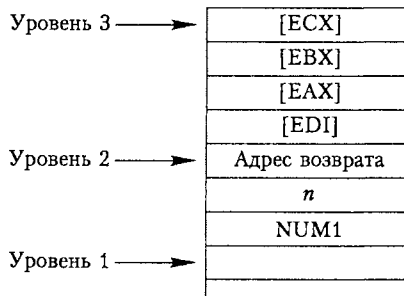 Уровень 3 [ECX]
[EBX]
[EAX]
[EDI]
Уровень 2 Адрес возврата
n
NUM1
Уровень 1